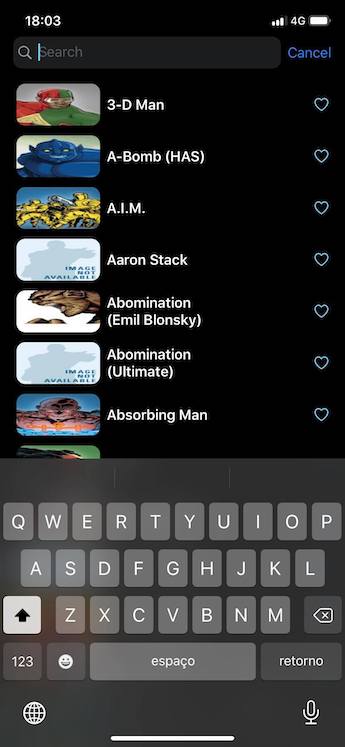 18:03
4G
Search
Cancel
3-D Man
A-Bomb (HAS)
A.I.M.
Aaron Stack
IMAGE
NOT
AVAILABLE
Abomination
(Emil Blonsky)
Abomination
(Ultimate)
IMAGE
NOT
AVAILABLE
Absorbing Man
Q W E R T Y U I O P
A S D F G H J K L
Z X C V B N M
123
espaço
retorno